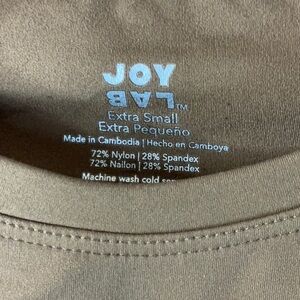 JOY
LAB™
Extra Small
Extra Pequeño
Made in Cambodia | Hecho en Camboya
72% Nylon | 28% Spandex
72% Nailon | 28% Spandex
Machine wash cold